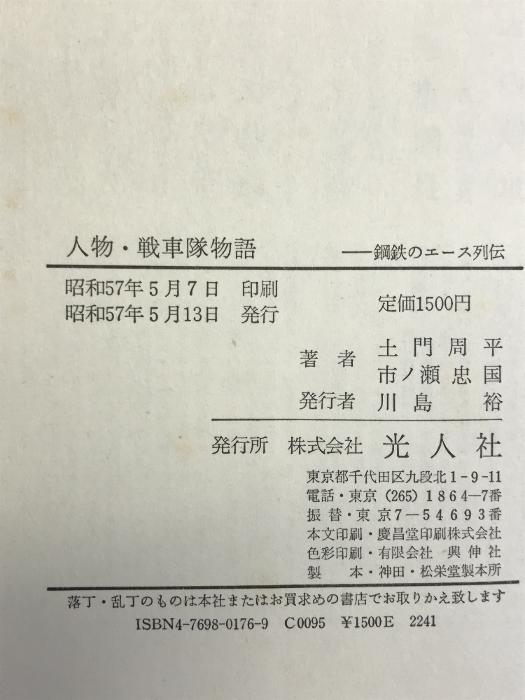 人物・戦車隊物語 ――鋼鉄のエース列伝
昭和57年5月7日 印刷
昭和57年5月13日 発行
定価1500円
著者 土門周平
市ノ瀬忠国
発行者 川島裕
発行所 株式会社 光人社
東京都千代田区九段北1-9-11
電話・東京(265)1864―7番
振替・東京7―54693番
本文印刷・慶昌堂印刷株式会社
色彩印刷・有限会社 興伸社
製本・神田・松栄堂製本所
落丁・乱丁のものは本社またはお買求めの書店でお取りかえ致します
ISBN4-7698-0176-9 C0095 ¥1500E 2241